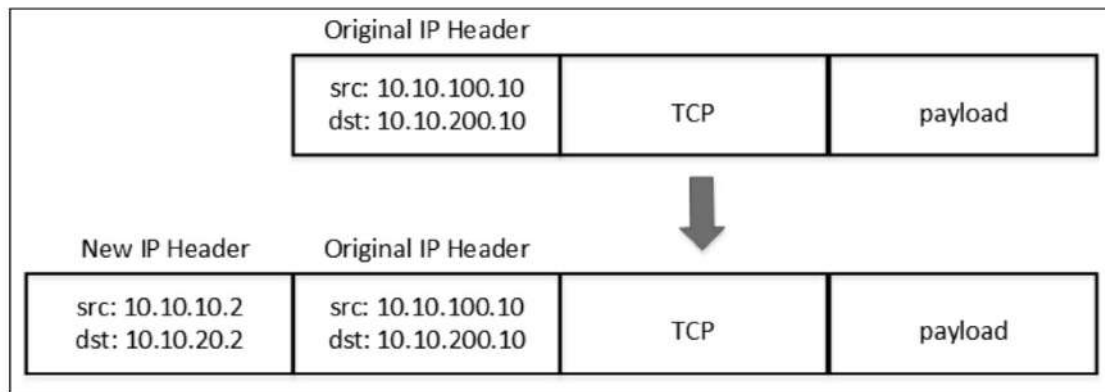 Original IP Header
src: 10.10.100.10
dst: 10.10.200.10
TCP
payload
New IP Header
Original IP Header
src: 10.10.10.2
dst: 10.10.20.2
src: 10.10.100.10
dst: 10.10.200.10
TCP
payload